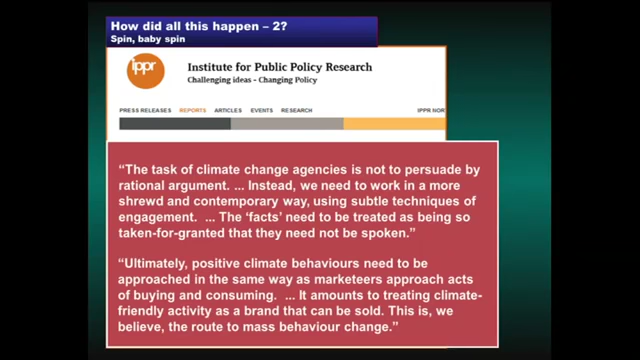 How did all this happen – 2?
Spin, baby spin
ippr
Institute for Public Policy Research
Challenging ideas - Changing Policy
PRESS RELEASES REPORTS ARTICLES EVENTS RESEARCH IPPR NOR
“The task of climate change agencies is not to persuade by
rational argument. ... Instead, we need to work in a more
shrewd and contemporary way, using subtle techniques of
engagement. ... The ‘facts’ need to be treated as being so
taken-for-granted that they need not be spoken.”
“Ultimately, positive climate behaviours need to be
approached in the same way as marketeers approach acts
of buying and consuming. ... It amounts to treating climate-
friendly activity as a brand that can be sold. This is, we
believe, the route to mass behaviour change.”